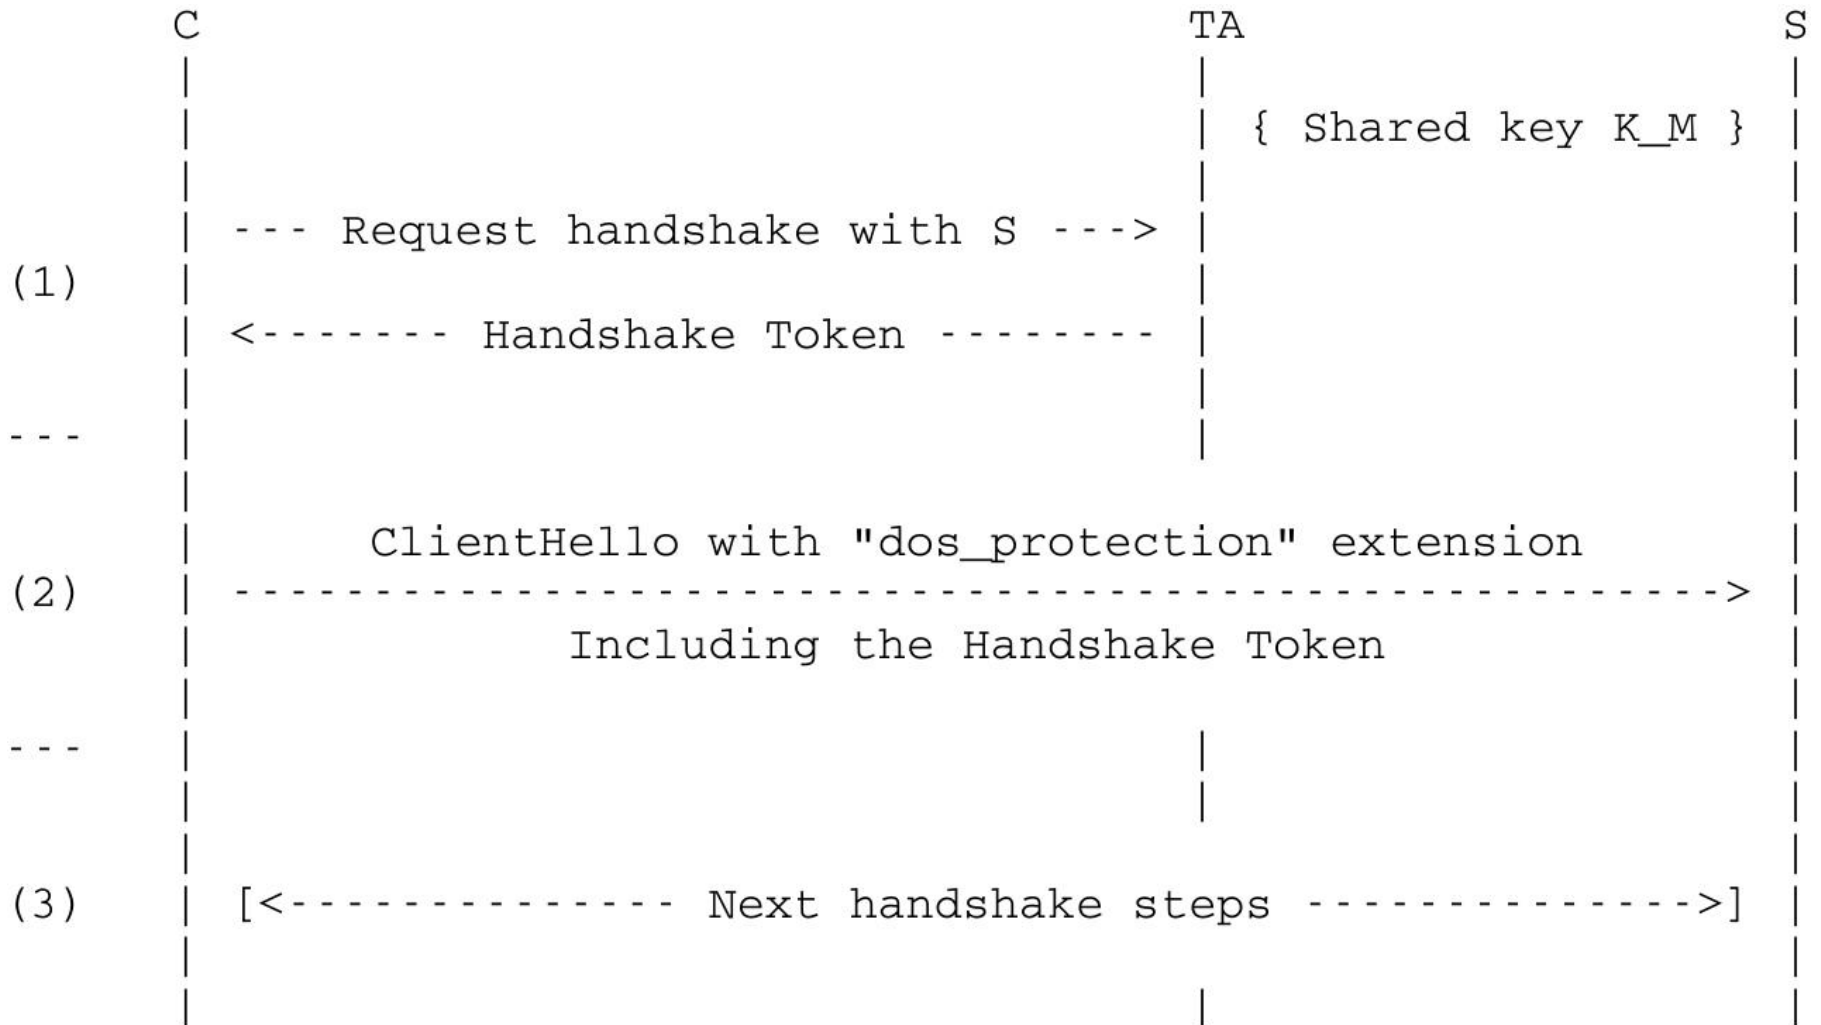 C TA S
{ Shared key K_M }
--- Request handshake with S --->
(1)
<------- Handshake Token --------
---
ClientHello with "dos_protection" extension
(2) ----------------------------------------------------->
Including the Handshake Token
---
(3) [<-------------- Next handshake steps -------------->]